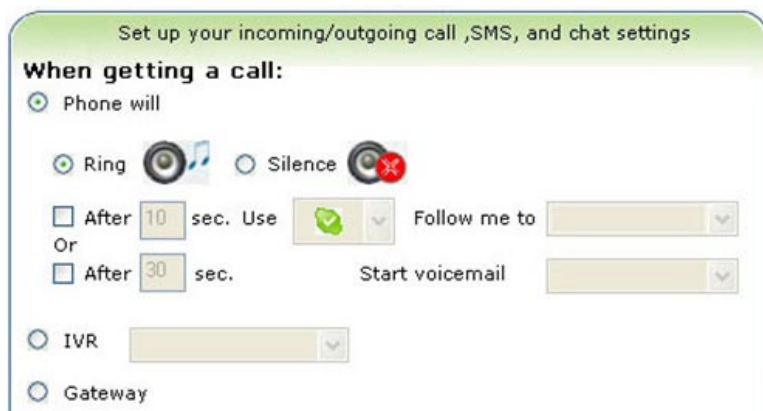 Set up your incoming/outgoing call ,SMS, and chat settings
When getting a call:
Phone will
Ring Silence
After 10 sec. Use Follow me to
Or
After 30 sec. Start voicemail
IVR
Gateway